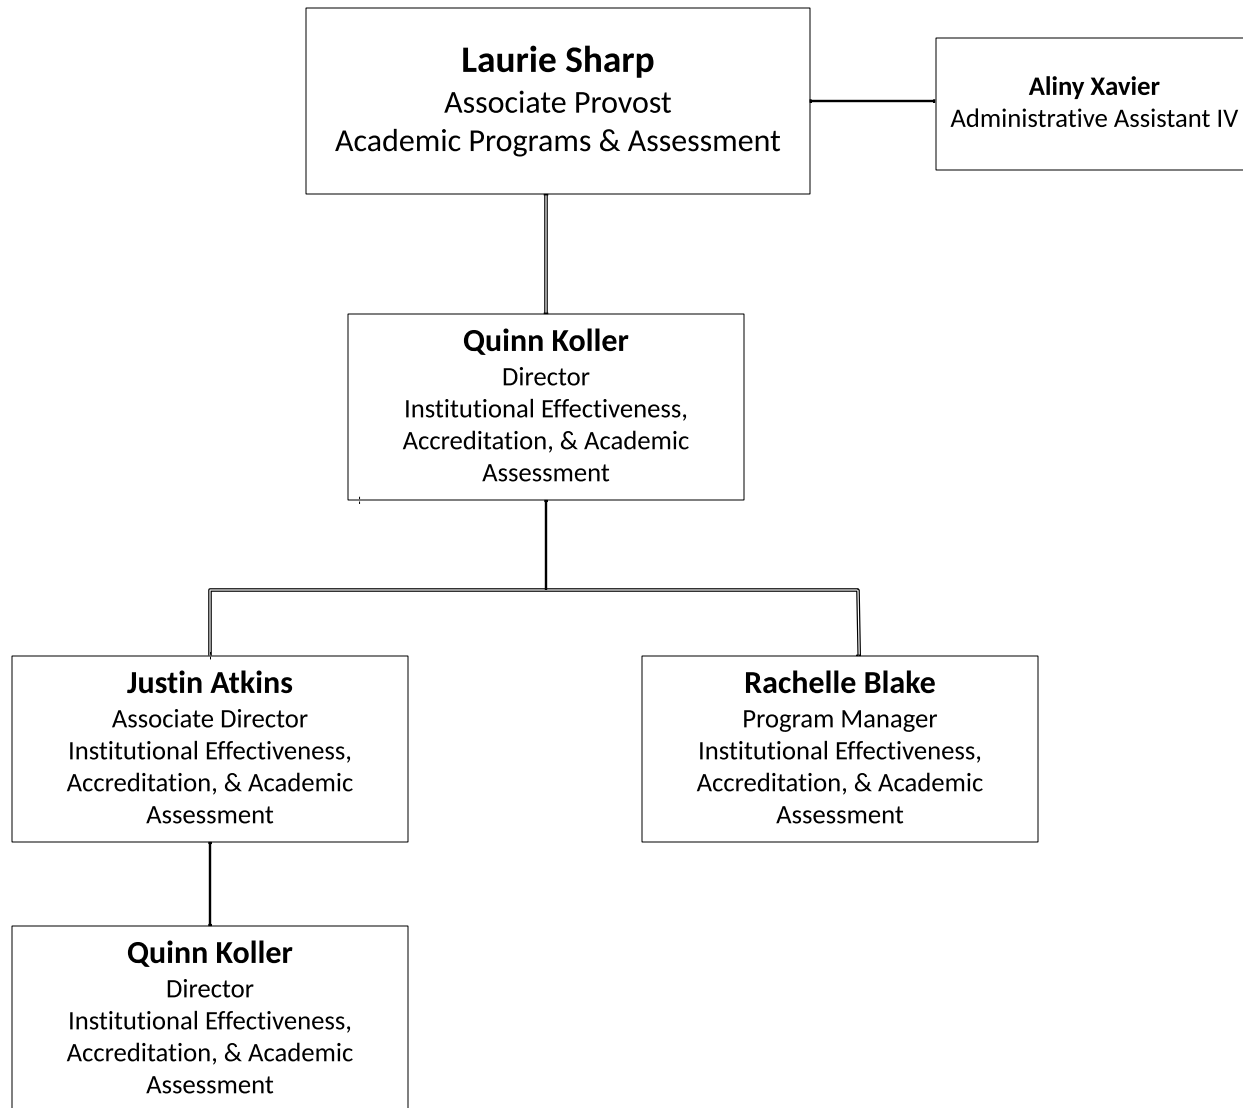 Laurie Sharp
Associate Provost
Academic Programs & Assessment
Aliny Xavier
Administrative Assistant IV
Quinn Koller
Director
Institutional Effectiveness,
Accreditation, & Academic
Assessment
Justin Atkins
Associate Director
Institutional Effectiveness,
Accreditation, & Academic
Assessment
Rachelle Blake
Program Manager
Institutional Effectiveness,
Accreditation, & Academic
Assessment
Quinn Koller
Director
Institutional Effectiveness,
Accreditation, & Academic
Assessment